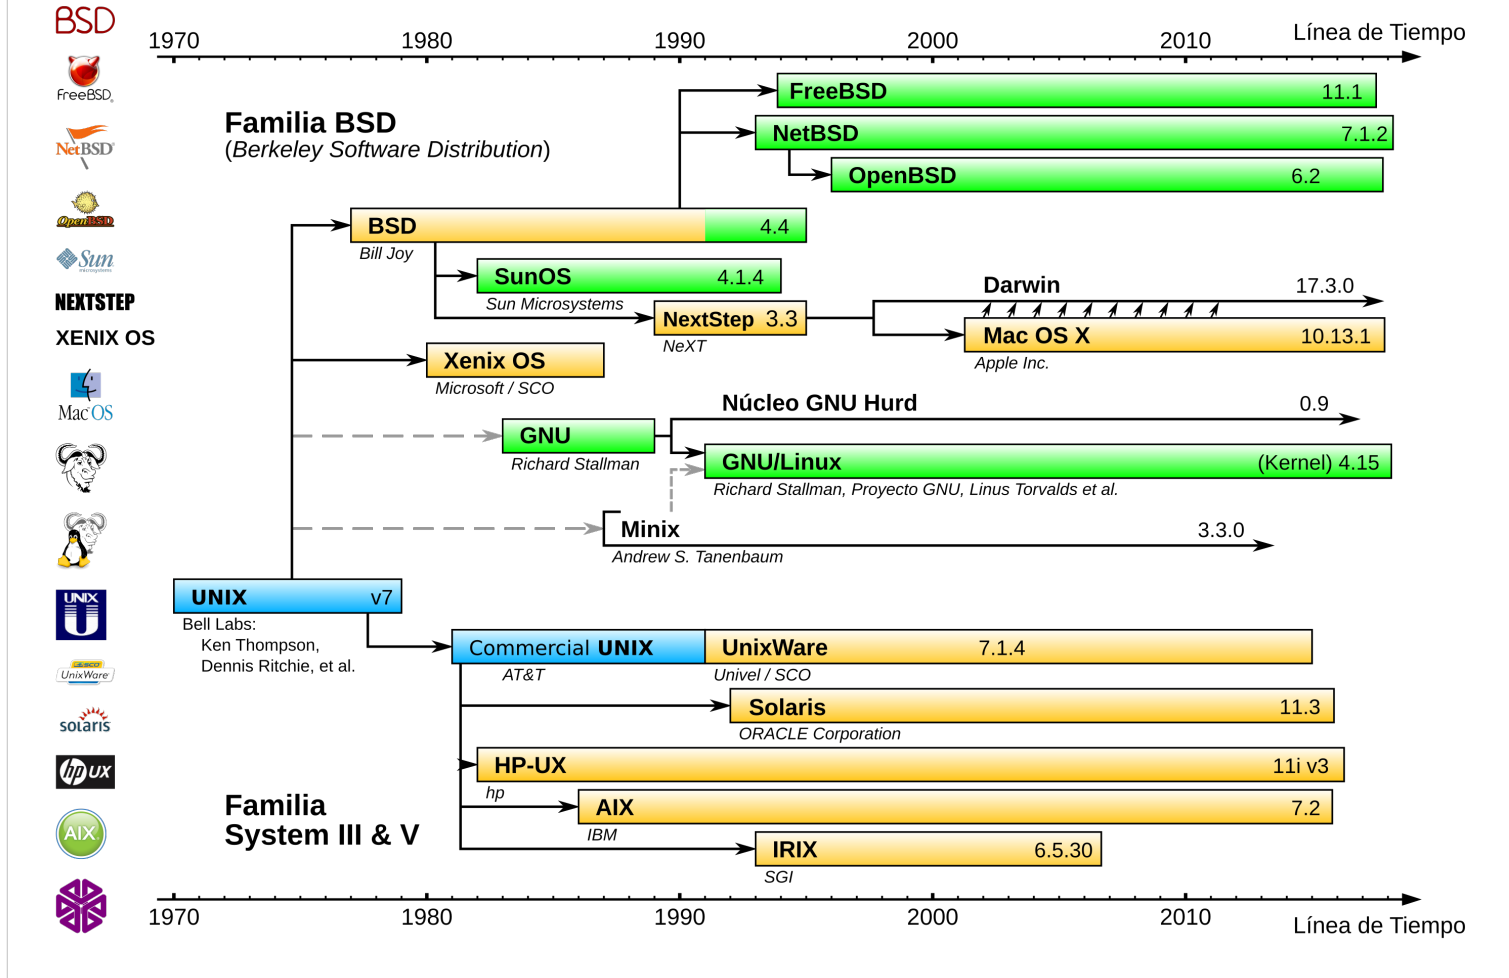 BSD
FreeBSD
NetBSD
OpenBSD
Sun
microsystems
NEXTSTEP
XENIX OS
Mac OS
UNIX
SCO
UnixWare
solaris
hp UX
AIX
1970 1980 1990 2000 2010 Línea de Tiempo
Familia BSD
(Berkeley Software Distribution)
FreeBSD 11.1
NetBSD 7.1.2
OpenBSD 6.2
BSD 4.4
Bill Joy
SunOS 4.1.4
Sun Microsystems
Darwin 17.3.0
NextStep 3.3
NeXT
Mac OS X 10.13.1
Apple Inc.
Xenix OS
Microsoft / SCO
Núcleo GNU Hurd 0.9
GNU
Richard Stallman
GNU/Linux (Kernel) 4.15
Richard Stallman, Proyecto GNU, Linus Torvalds et al.
Minix 3.3.0
Andrew S. Tanenbaum
UNIX v7
Bell Labs:
Ken Thompson,
Dennis Ritchie, et al.
Commercial UNIX
AT&T
UnixWare 7.1.4
Univel / SCO
Solaris 11.3
ORACLE Corporation
HP-UX 11i v3
hp
AIX 7.2
IBM
IRIX 6.5.30
SGI
Familia
System III & V
1970 1980 1990 2000 2010 Línea de Tiempo